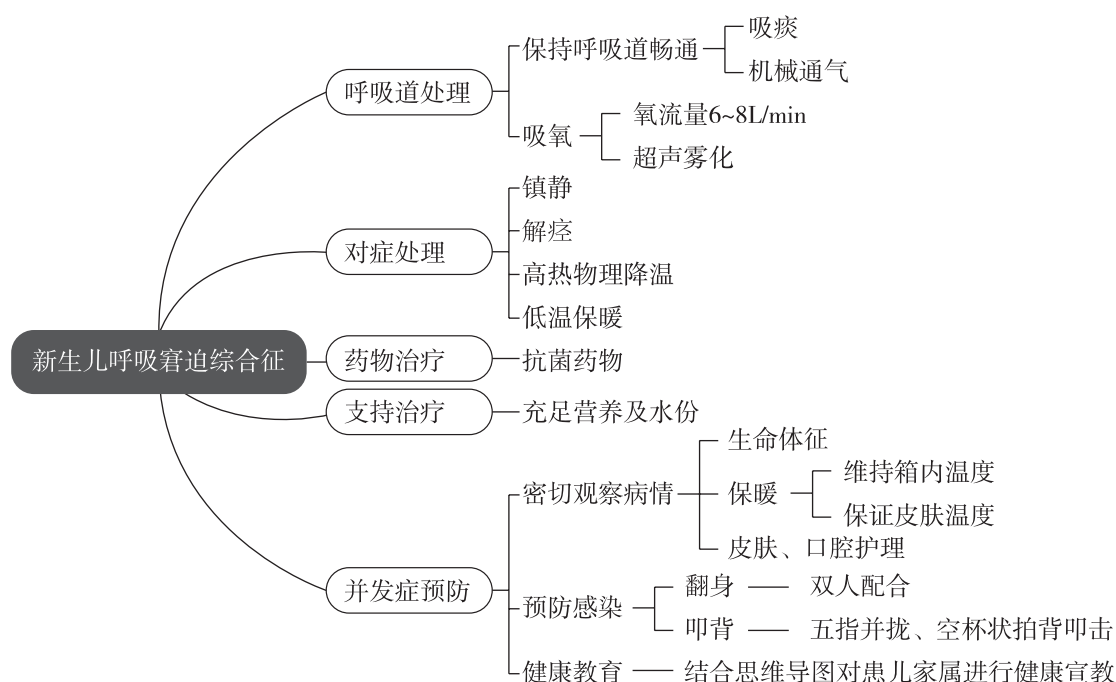 新生儿呼吸窘迫综合征
呼吸道处理
保持呼吸道畅通
吸痰
机械通气
吸氧
氧流量6~8L/min
超声雾化
对症处理
镇静
解痉
高热物理降温
低温保暖
药物治疗
抗菌药物
支持治疗
充足营养及水份
并发症预防
密切观察病情
生命体征
保暖
维持箱内温度
保证皮肤温度
皮肤、口腔护理
预防感染
翻身
双人配合
叩背
五指并拢、空杯状拍背叩击
健康教育
结合思维导图对患儿家属进行健康宣教